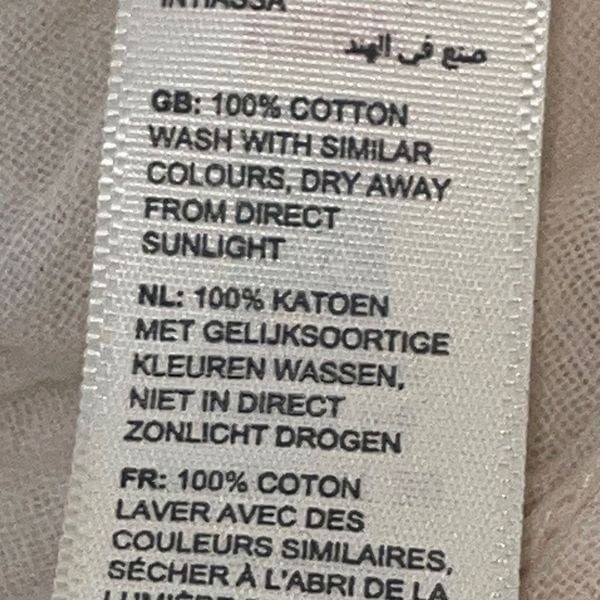 صنع في الهند
GB: 100% COTTON
WASH WITH SIMILAR
COLOURS, DRY AWAY
FROM DIRECT
SUNLIGHT
NL: 100% KATOEN
MET GELIJKSOORTIGE
KLEUREN WASSEN,
NIET IN DIRECT
ZONLICHT DROGEN
FR: 100% COTON
LAVER AVEC DES
COULEURS SIMILAIRES,
SÉCHER À L'ABRI DE LA
LUMIÈRE